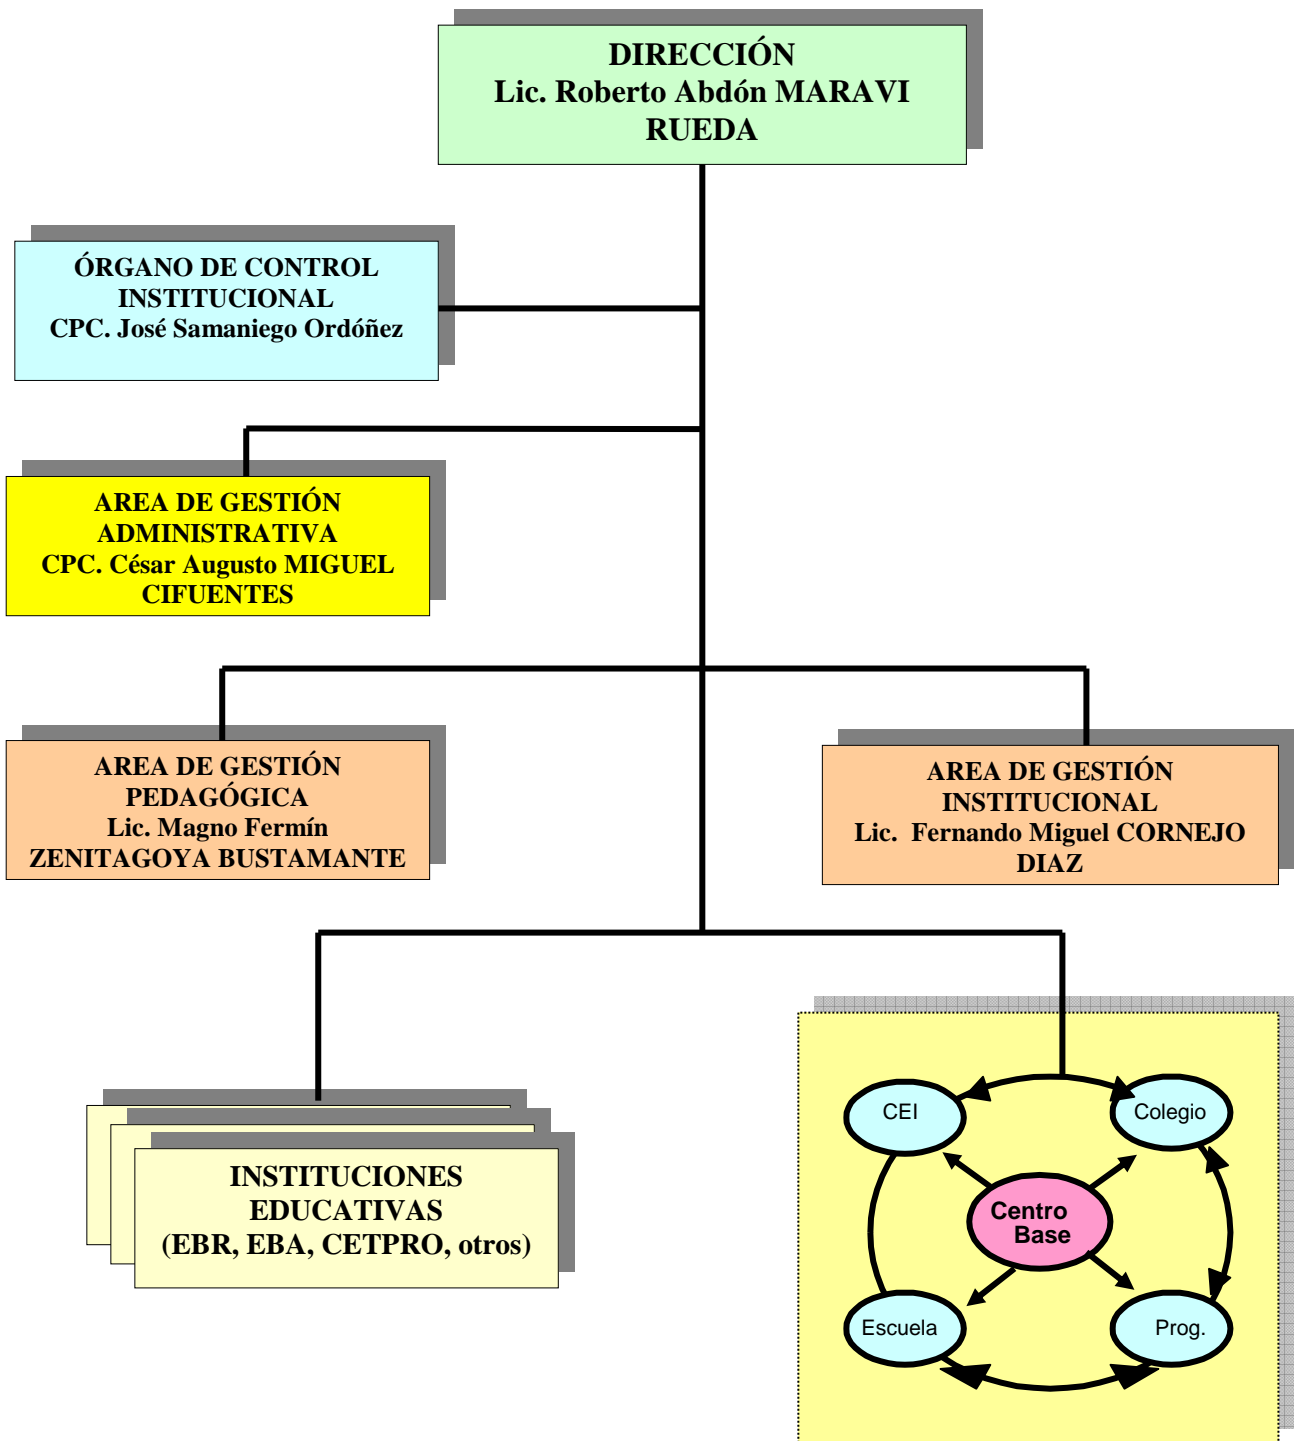 DIRECCIÓN
Lic. Roberto Abdón MARAVI
RUEDA
ÓRGANO DE CONTROL
INSTITUCIONAL
CPC. José Samaniego Ordóñez
AREA DE GESTIÓN
ADMINISTRATIVA
CPC. César Augusto MIGUEL
CIFUENTES
AREA DE GESTIÓN
PEDAGÓGICA
Lic. Magno Fermín
ZENITAGOYA BUSTAMANTE
AREA DE GESTIÓN
INSTITUCIONAL
Lic.  Fernando Miguel CORNEJO
DIAZ
INSTITUCIONES
EDUCATIVAS
(EBR, EBA, CETPRO, otros)
CEI
Colegio
Centro
Base
Escuela
Prog.